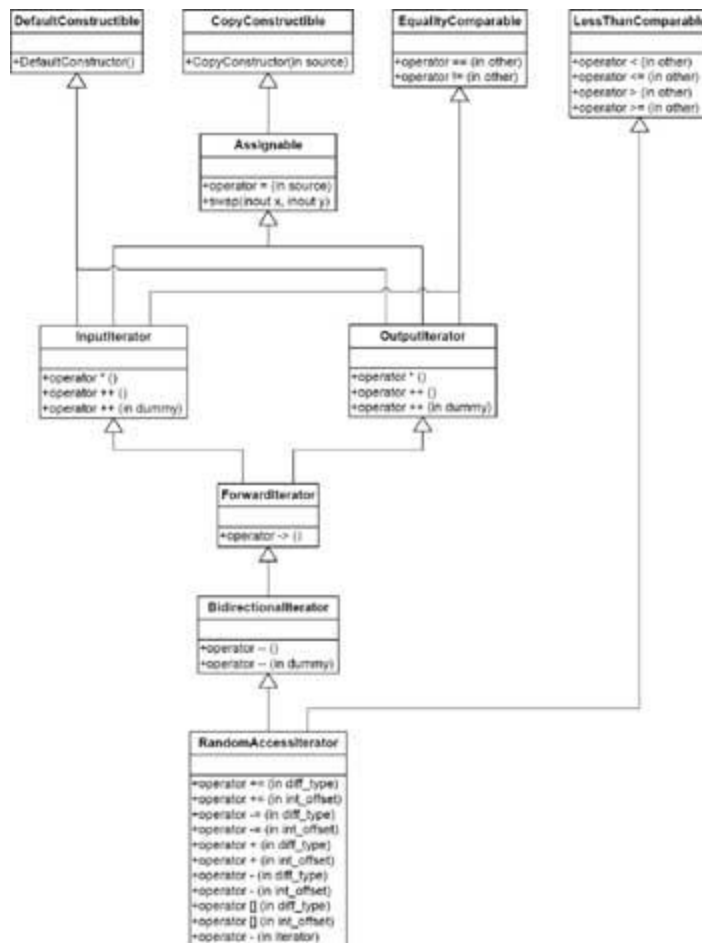 DefaultConstructible
+DefaultConstructor()
CopyConstructible
+CopyConstructor(in source)
EqualityComparable
+operator == (in other)
+operator != (in other)
LessThanComparable
+operator < (in other)
+operator <= (in other)
+operator > (in other)
+operator >= (in other)
Assignable
+operator = (in source)
+swap(inout x, inout y)
InputIterator
+operator * ()
+operator ++ ()
+operator ++ (in dummy)
OutputIterator
+operator * ()
+operator ++ ()
+operator ++ (in dummy)
ForwardIterator
+operator -> ()
BidirectionalIterator
+operator -- ()
+operator -- (in dummy)
RandomAccessIterator
+operator += (in diff_type)
+operator += (in int_offset)
+operator -= (in diff_type)
+operator -= (in int_offset)
+operator + (in diff_type)
+operator + (in int_offset)
+operator - (in diff_type)
+operator - (in int_offset)
+operator [] (in diff_type)
+operator [] (in int_offset)
+operator - (in iterator)